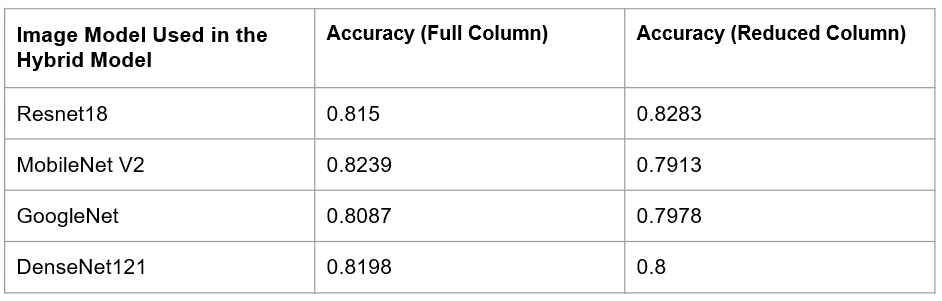 Image Model Used in the
Hybrid Model
Accuracy (Full Column)
Accuracy (Reduced Column)
Resnet18
0.815
0.8283
MobileNet V2
0.8239
0.7913
GoogleNet
0.8087
0.7978
DenseNet121
0.8198
0.8